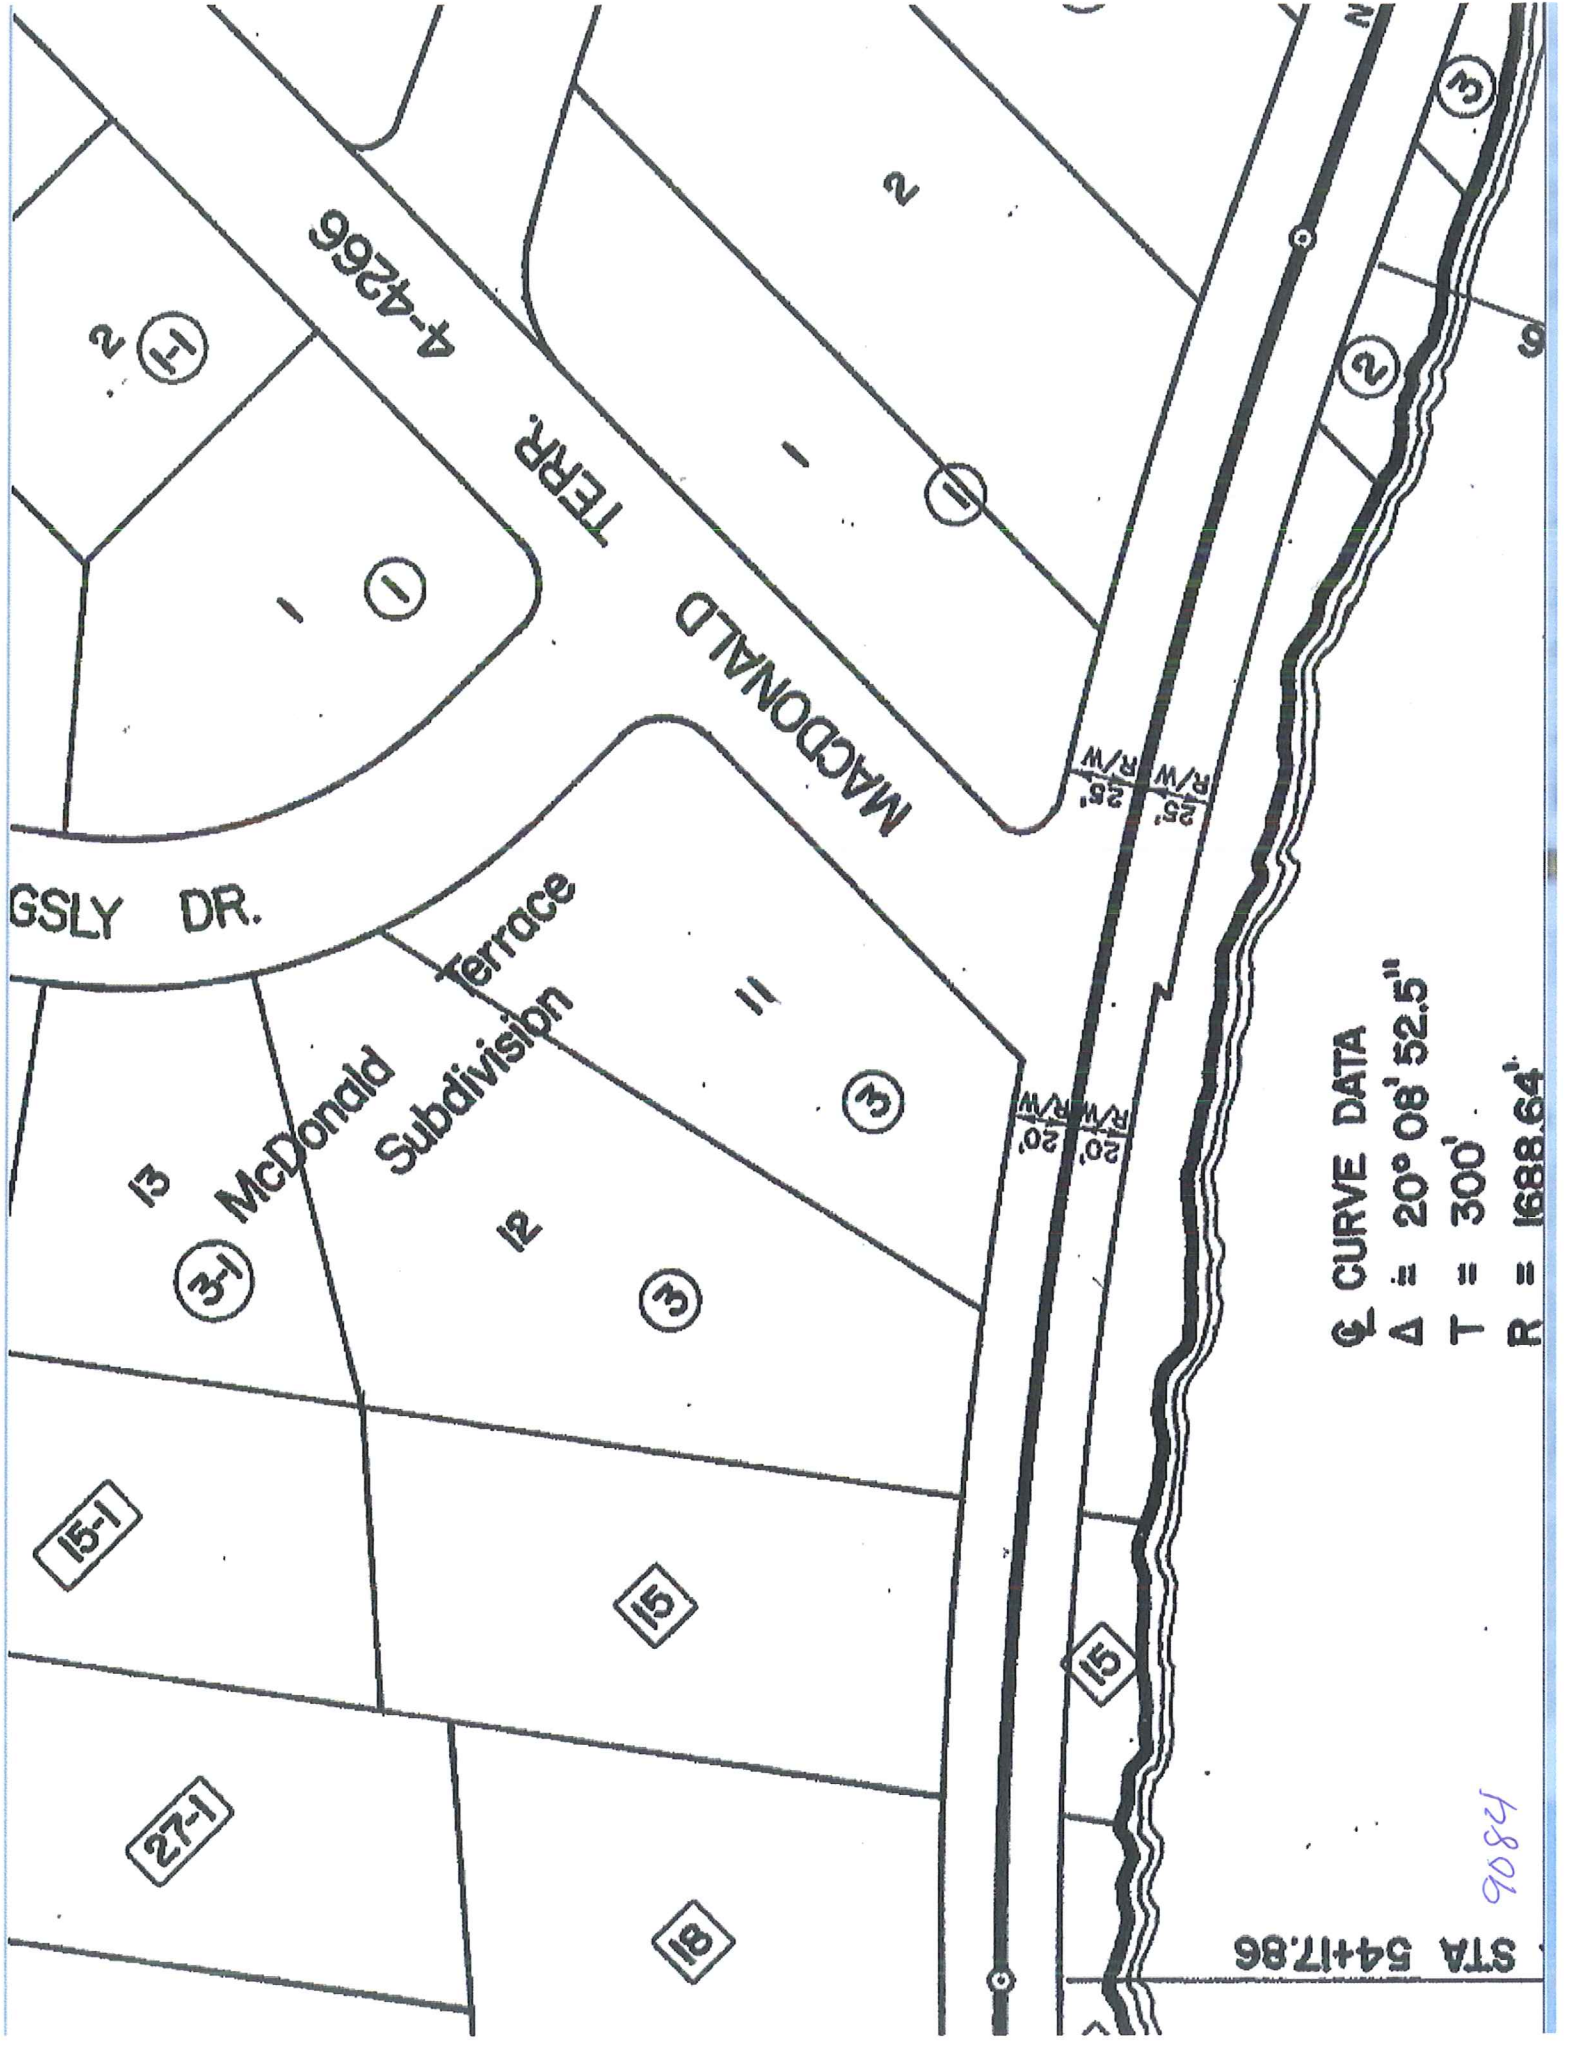 2
1-1
1
1
4-4266
TERR.
MACDONALD
2
1
1
3
2
6
GSLY DR.
13
3-1
McDonald Terrace
Subdivision
12
3
11
3
25' R/W
25' R/W
20' R/W
20' R/W
15-1
15
15
27-1
18
℄ CURVE DATA
Δ = 20° 08' 52.5"
T = 300'
R = 1688.64'
STA 54+17.86
9084